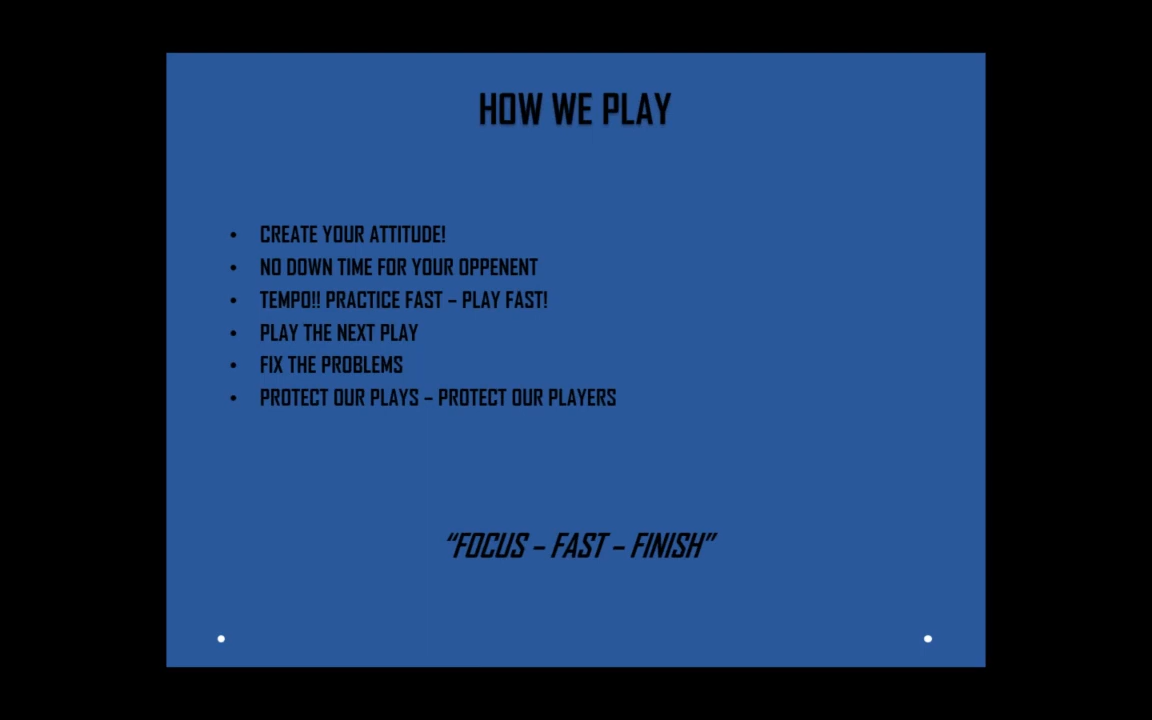 HOW WE PLAY
• CREATE YOUR ATTITUDE!
• NO DOWN TIME FOR YOUR OPPENENT
• TEMPO!! PRACTICE FAST – PLAY FAST!
• PLAY THE NEXT PLAY
• FIX THE PROBLEMS
• PROTECT OUR PLAYS – PROTECT OUR PLAYERS
“FOCUS – FAST – FINISH”